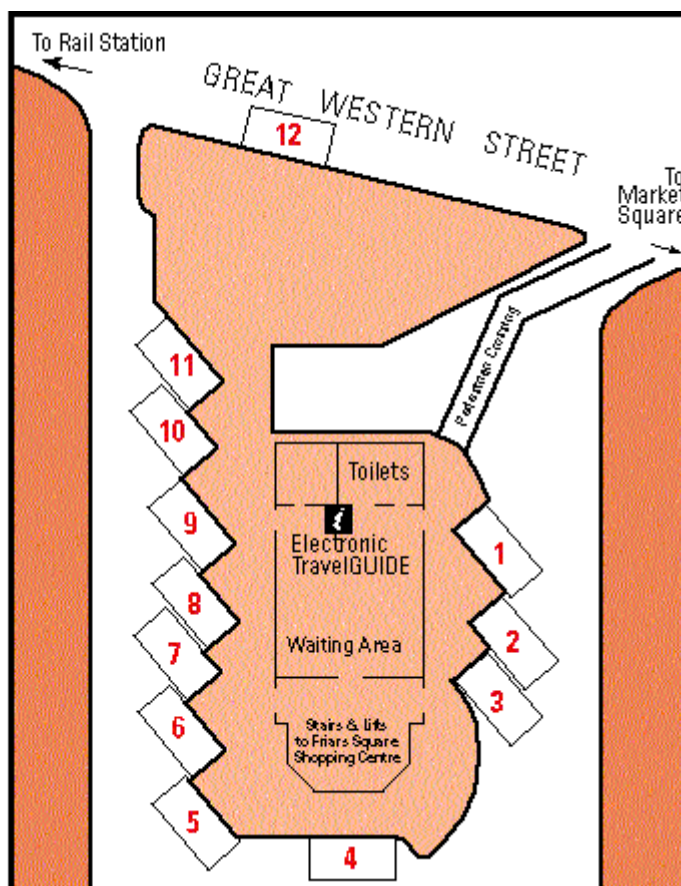 To Rail Station
GREAT WESTERN STREET
12
To
Market
Square
Pedestrian Crossing
11
10
Toilets
9
i
Electronic
TravelGUIDE
1
8
7
Waiting Area
2
3
6
Stairs & Lifts
to Friars Square
Shopping Centre
5
4